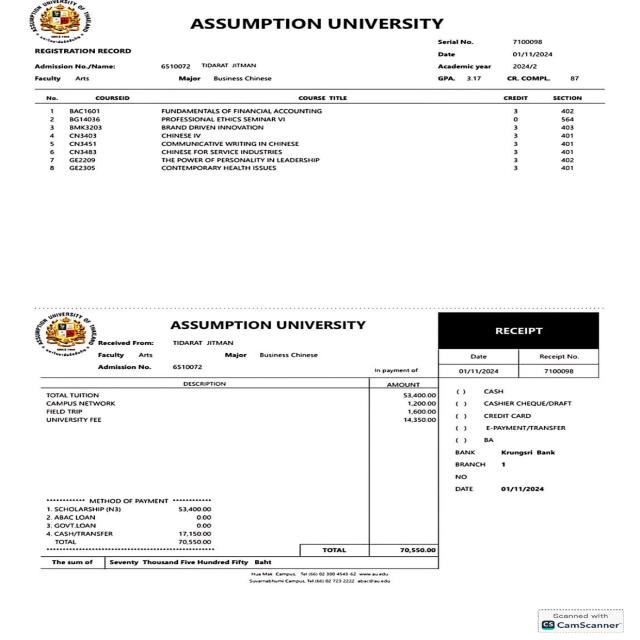 ASSUMPTION UNIVERSITY
REGISTRATION RECORD
Serial No. 7100098
Date 01/11/2024
Admission No./Name: 6510072 TIDARAT JITMAN Academic year 2024/2
Faculty Arts Major Business Chinese GPA. 3.17 CR. COMPL. 87
No. COURSEID COURSE TITLE CREDIT SECTION
1 BAC1601 FUNDAMENTALS OF FINANCIAL ACCOUNTING 3 402
2 BG14036 PROFESSIONAL ETHICS SEMINAR VI 0 564
3 BMK3203 BRAND DRIVEN INNOVATION 3 403
4 CN3403 CHINESE IV 3 401
5 CN3451 COMMUNICATIVE WRITING IN CHINESE 3 401
6 CN3483 CHINESE FOR SERVICE INDUSTRIES 3 401
7 GE2209 THE POWER OF PERSONALITY IN LEADERSHIP 3 402
8 GE2305 CONTEMPORARY HEALTH ISSUES 3 401
ASSUMPTION UNIVERSITY
Received From: TIDARAT JITMAN
Faculty Arts Major Business Chinese
Admission No. 6510072
In payment of
DESCRIPTION AMOUNT
TOTAL TUITION 53,400.00
CAMPUS NETWORK 1,200.00
FIELD TRIP 1,600.00
UNIVERSITY FEE 14,350.00
************ METHOD OF PAYMENT ************
1. SCHOLARSHIP (N3) 53,400.00
2. ABAC LOAN 0.00
3. GOVT.LOAN 0.00
4. CASH/TRANSFER 17,150.00
TOTAL 70,550.00
TOTAL 70,550.00
The sum of Seventy Thousand Five Hundred Fifty Baht
RECEIPT
Date Receipt No.
01/11/2024 7100098
( ) CASH
( ) CASHIER CHEQUE/DRAFT
( ) CREDIT CARD
( ) E-PAYMENT/TRANSFER
( ) BA
BANK Krungsri Bank
BRANCH 1
NO
DATE 01/11/2024
Hua Mak Campus, Tel (66) 02 300 4543-62 www.au.edu
Suvarnabhumi Campus, Tel (66) 02 723 2222 abac@au.edu
Scanned with
CS CamScanner